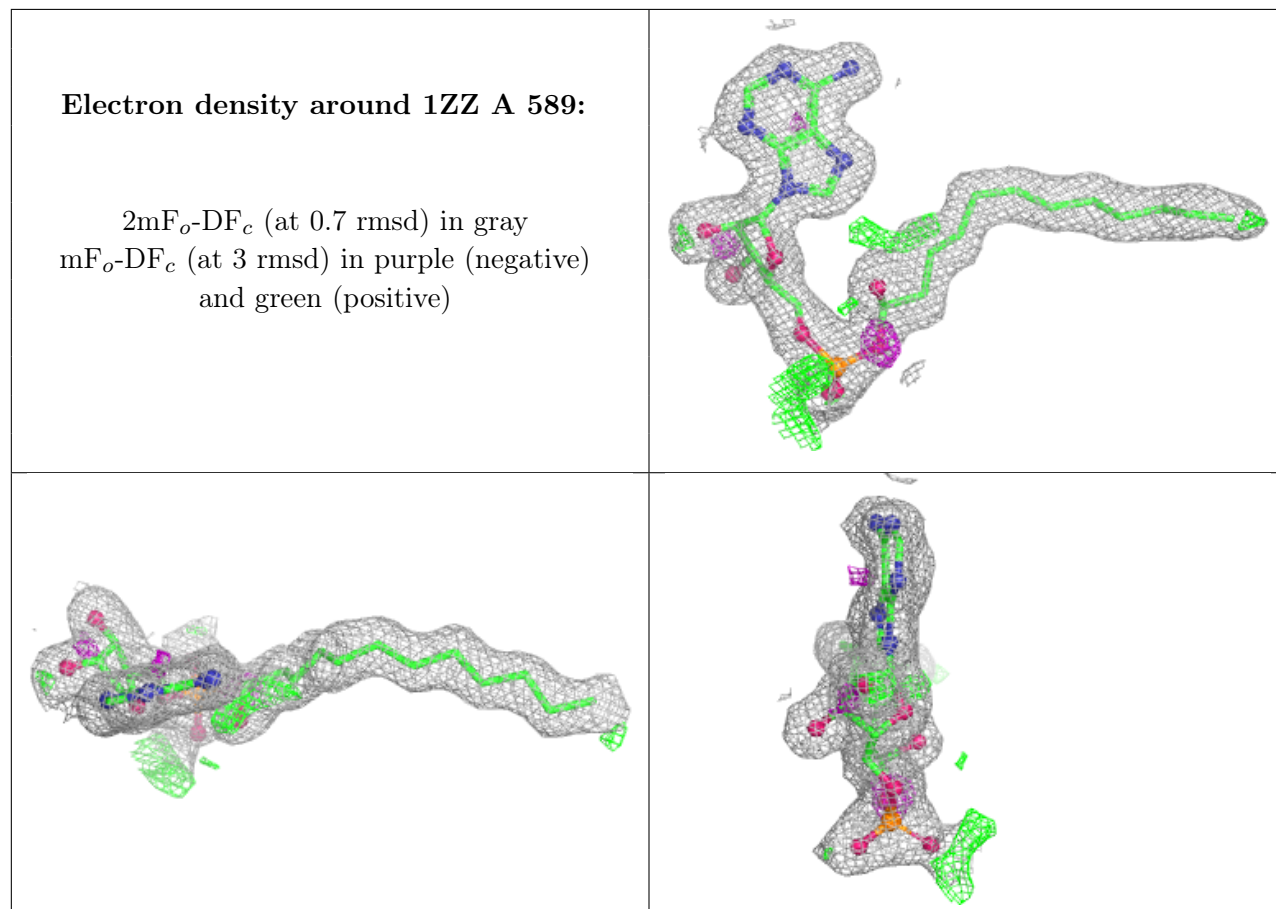 Electron density around 1ZZ A 589:
2mFo-DFc (at 0.7 rmsd) in gray
mFo-DFc (at 3 rmsd) in purple (negative)
and green (positive)